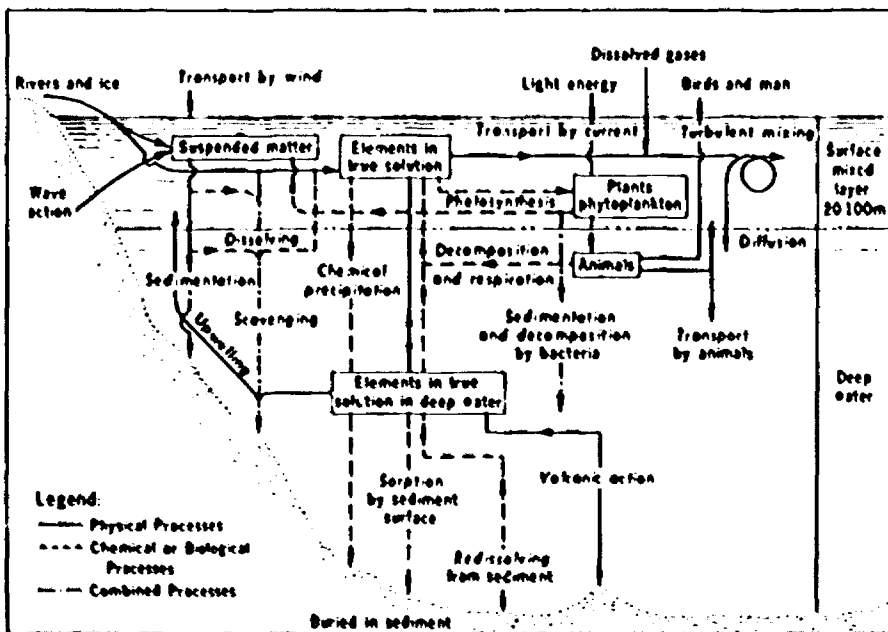 Dissolved gases
Rivers and ice
Transport by wind
Light energy
Birds and man
Transport by current
Turbulent mixing
Suspended matter
Elements in
true solution
Surface
mixed
layer
20-100m
Wave
action
Plants
phytoplankton
Photosynthesis
Dissolving
Diffusion
Decomposition
and respiration
Animals
Sedimentation
Chemical
precipitation
Scavenging
Sedimentation
and decomposition
by bacteria
Transport
by animals
Upwelling
Elements in true
solution in deep water
Deep
water
Sorption
by sediment
surface
Volcanic action
Legend:
Physical Processes
Chemical or Biological
Processes
Combined Processes
Redissolving
from sediment
Buried in sediment